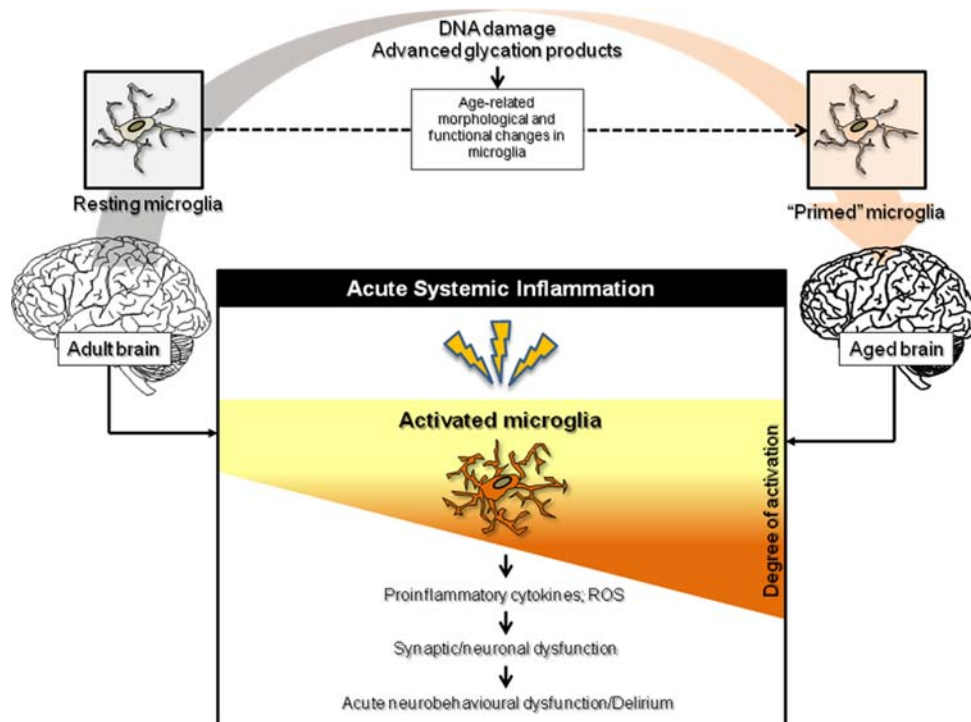 DNA damage
Advanced glycation products
Age-related
morphological and
functional changes in
microglia
Resting microglia
“Primed” microglia
Adult brain
Aged brain
Acute Systemic Inflammation
Activated microglia
Degree of activation
Proinflammatory cytokines; ROS
Synaptic/neuronal dysfunction
Acute neurobehavioural dysfunction/Delirium